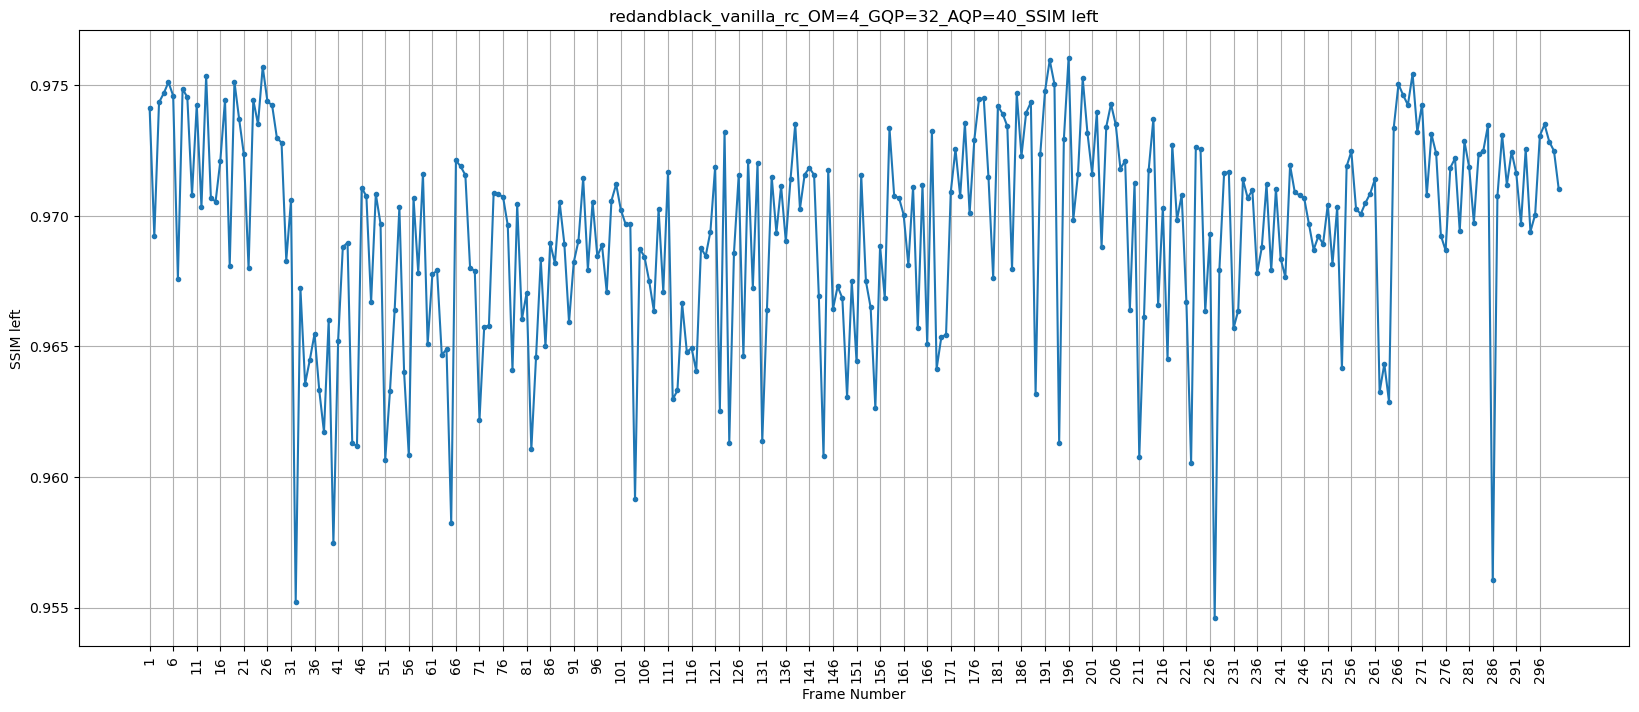 redandblack_vanilla_rc_OM=4_GQP=32_AQP=40_SSIM left
SSIM left
0.975
0.970
0.965
0.960
0.955
1 6 11 16 21 26 31 36 41 46 51 56 61 66 71 76 81 86 91 96 101 106 111 116 121 126 131 136 141 146 151 156 161 166 171 176 181 186 191 196 201 206 211 216 221 226 231 236 241 246 251 256 261 266 271 276 281 286 291 296
Frame Number